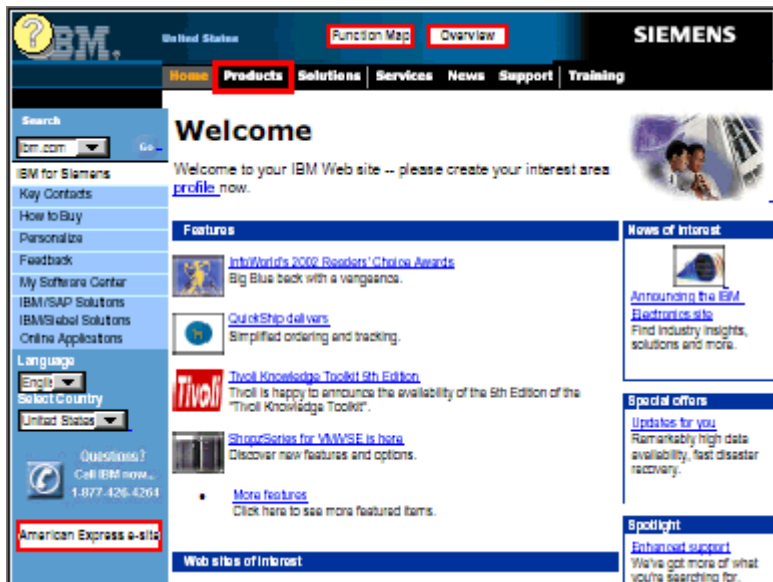 IBM.
United States
Function Map
Overview
SIEMENS
Home Products Solutions Services News Support Training
Search
ibm.com
Go
IBM for Siemens
Key Contacts
How to Buy
Personalize
Feedback
My Software Center
IBM/SAP Solutions
IBM/Siebel Solutions
Online Applications
Language
Englis
Select Country
United States
Questions?
Call IBM now...
1-877-426-4264
American Express e-site
Welcome
Welcome to your IBM Web site -- please create your interest area
profile now.
Features
InfoWorld's 2002 Readers' Choice Awards
Big Blue back with a vengeance.
QuickShip delivers
Simplified ordering and tracking.
Tivoli
Tivoli Knowledge Toolkit 5th Edition
Tivoli is happy to announce the availability of the 5th Edition of the
"Tivoli Knowledge Toolkit".
ShopzSeries for VM/VSE is here
Discover new features and options.
More features
Click here to see more featured items.
Web sites of interest
News of interest
Announcing the IBM
Electronics site
Find industry insights,
solutions and more.
Special offers
Updates for you
Remarkably high data
availability, fast disaster
recovery.
Spotlight
Enhanced support
We've got more of what
you're searching for.